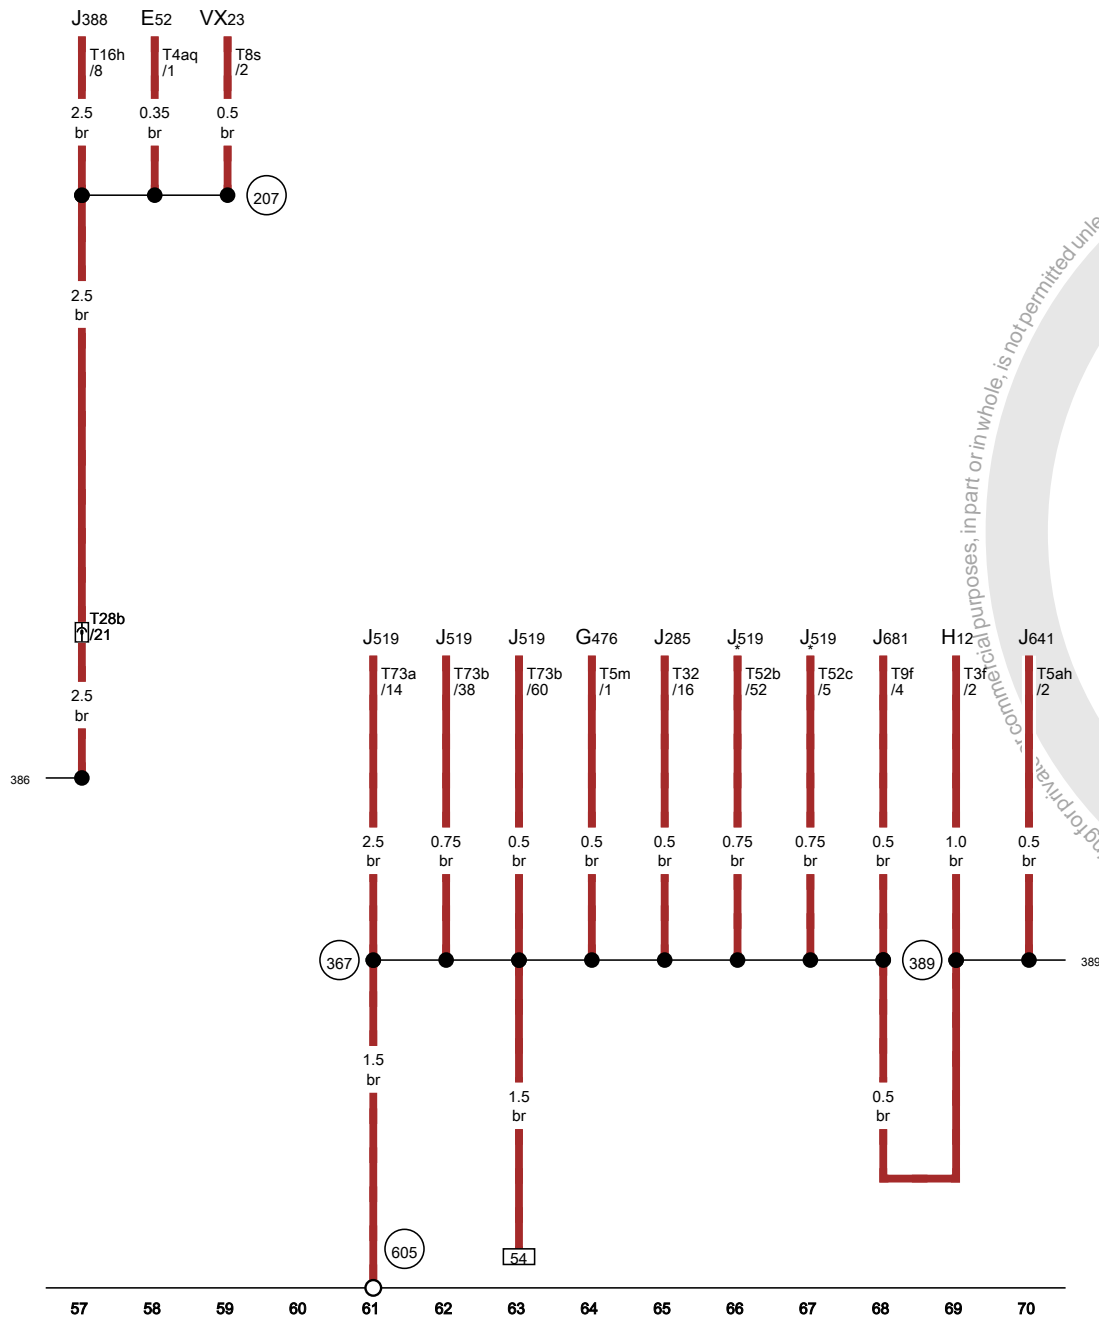 J388 E52 VX23
T16h T4aq T8s
/8 /1 /2
2.5 0.35 0.5
br br br
207
2.5
br
T28b
/21
2.5
br
386
J519 J519 J519 G476 J285 J519 J519 J681 H12 J641
* *
T73a T73b T73b T5m T32 T52b T52c T9f T3f T5ah
/14 /38 /60 /1 /16 /52 /5 /4 /2 /2
2.5 0.75 0.5 0.5 0.5 0.75 0.75 0.5 1.0 0.5
br br br br br br br br br br
367 389 389
1.5
br
1.5 0.5
br br
605
54
57 58 59 60 61 62 63 64 65 66 67 68 69 70
commercial purposes, in part or in whole, is not permitted unle
for private or